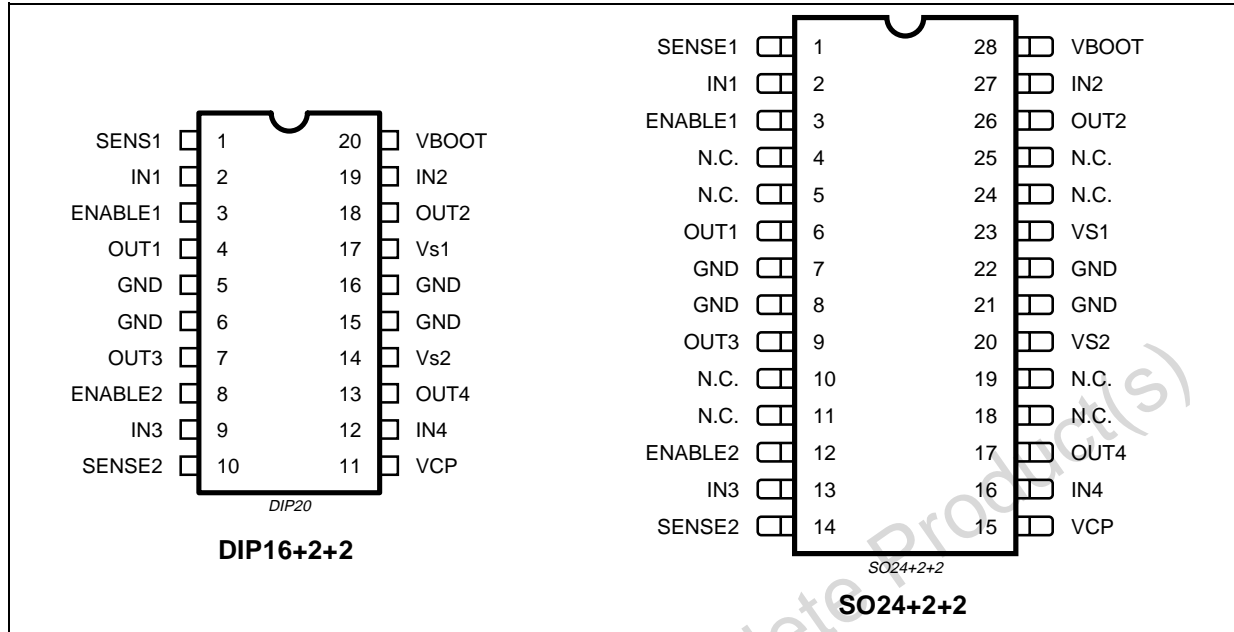 SENS1 1 20 VBOOT
IN1 2 19 IN2
ENABLE1 3 18 OUT2
OUT1 4 17 Vs1
GND 5 16 GND
GND 6 15 GND
OUT3 7 14 Vs2
ENABLE2 8 13 OUT4
IN3 9 12 IN4
SENSE2 10 11 VCP
DIP20
DIP16+2+2
SENSE1 1 28 VBOOT
IN1 2 27 IN2
ENABLE1 3 26 OUT2
N.C. 4 25 N.C.
N.C. 5 24 N.C.
OUT1 6 23 VS1
GND 7 22 GND
GND 8 21 GND
OUT3 9 20 VS2
N.C. 10 19 N.C.
N.C. 11 18 N.C.
ENABLE2 12 17 OUT4
IN3 13 16 IN4
SENSE2 14 15 VCP
SO24+2+2
SO24+2+2
Product(s)